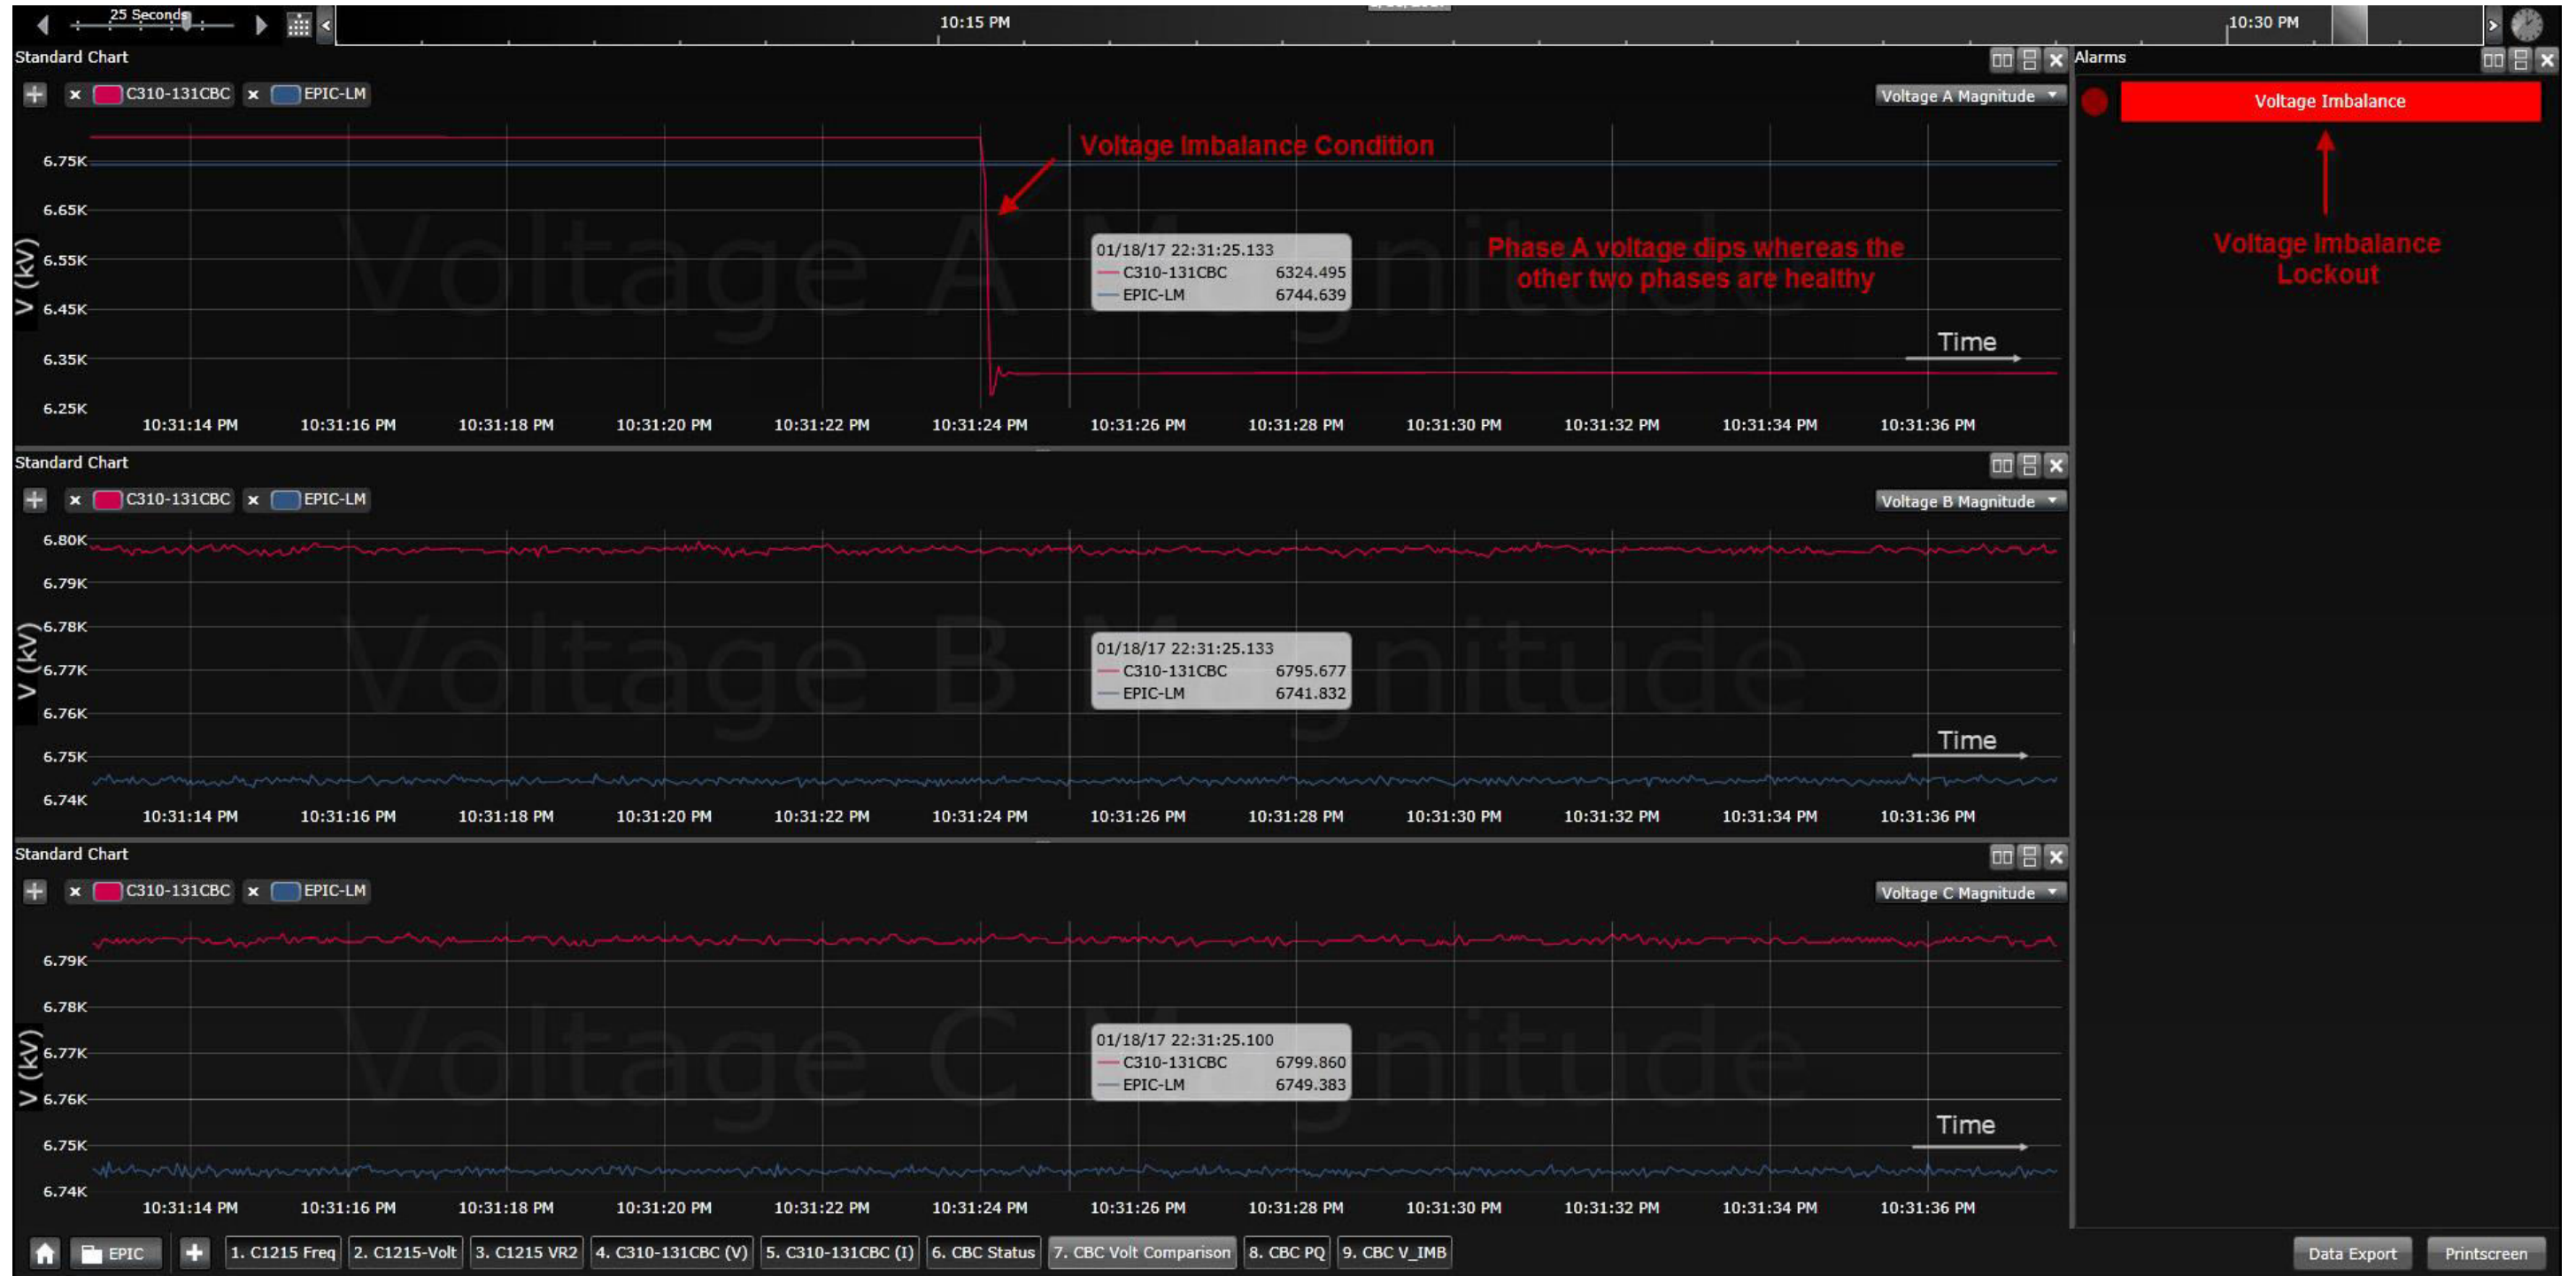 25 Seconds
10:15 PM
10:30 PM
Standard Chart
C310-131CBC
EPIC-LM
Voltage A Magnitude
Voltage A Magnitude
6.75K
6.65K
6.55K
6.45K
6.35K
6.25K
V (kV)
Voltage Imbalance Condition
01/18/17 22:31:25.133
C310-131CBC 6324.495
EPIC-LM 6744.639
Phase A voltage dips whereas the
other two phases are healthy
Time
10:31:14 PM 10:31:16 PM 10:31:18 PM 10:31:20 PM 10:31:22 PM 10:31:24 PM 10:31:26 PM 10:31:28 PM 10:31:30 PM 10:31:32 PM 10:31:34 PM 10:31:36 PM
Alarms
Voltage Imbalance
Voltage Imbalance
Lockout
Standard Chart
C310-131CBC
EPIC-LM
Voltage B Magnitude
Voltage B Magnitude
6.80K
6.79K
6.78K
6.77K
6.76K
6.75K
6.74K
V (kV)
01/18/17 22:31:25.133
C310-131CBC 6795.677
EPIC-LM 6741.832
Time
10:31:14 PM 10:31:16 PM 10:31:18 PM 10:31:20 PM 10:31:22 PM 10:31:24 PM 10:31:26 PM 10:31:28 PM 10:31:30 PM 10:31:32 PM 10:31:34 PM 10:31:36 PM
Standard Chart
C310-131CBC
EPIC-LM
Voltage C Magnitude
Voltage C Magnitude
6.79K
6.78K
6.77K
6.76K
6.75K
6.74K
V (kV)
01/18/17 22:31:25.100
C310-131CBC 6799.860
EPIC-LM 6749.383
Time
10:31:14 PM 10:31:16 PM 10:31:18 PM 10:31:20 PM 10:31:22 PM 10:31:24 PM 10:31:26 PM 10:31:28 PM 10:31:30 PM 10:31:32 PM 10:31:34 PM 10:31:36 PM
EPIC
1. C1215 Freq
2. C1215-Volt
3. C1215 VR2
4. C310-131CBC (V)
5. C310-131CBC (I)
6. CBC Status
7. CBC Volt Comparison
8. CBC PQ
9. CBC V_IMB
Data Export
Printscreen